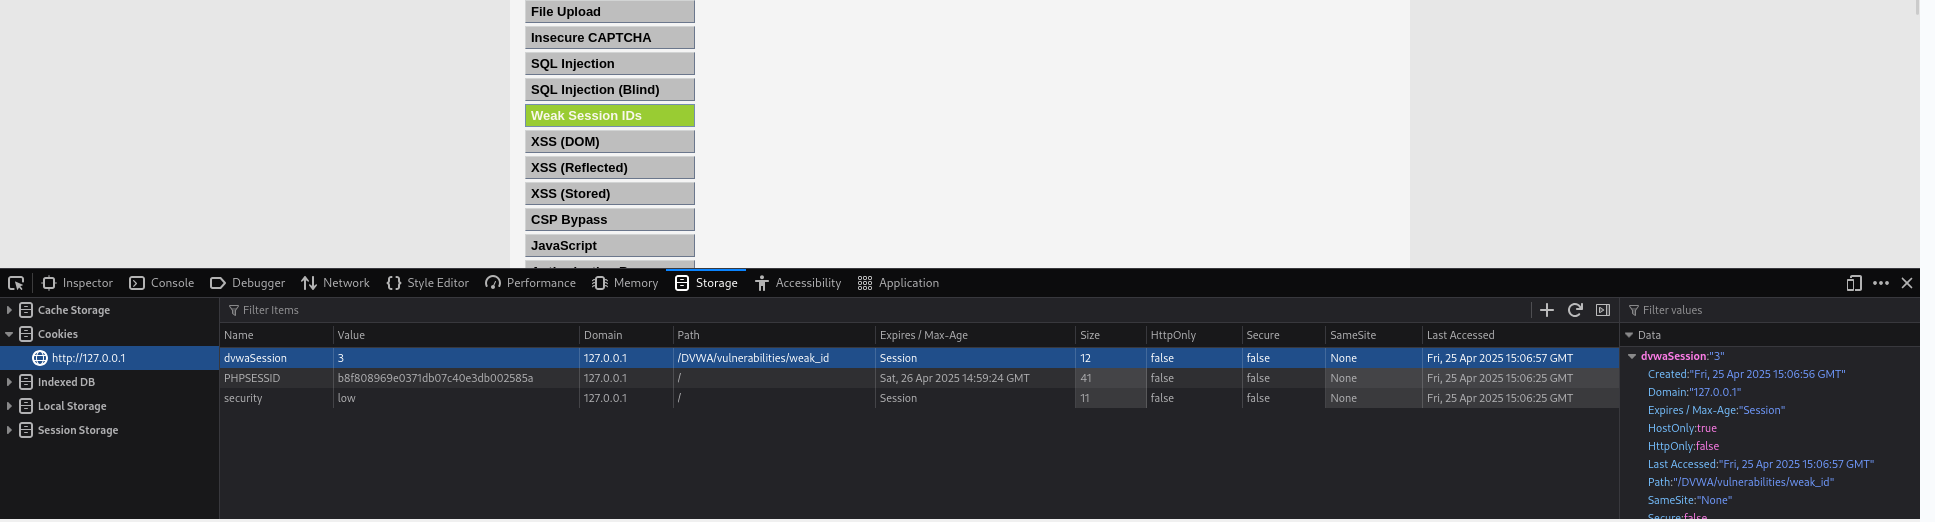 File Upload
Insecure CAPTCHA
SQL Injection
SQL Injection (Blind)
Weak Session IDs
XSS (DOM)
XSS (Reflected)
XSS (Stored)
CSP Bypass
JavaScript
Inspector Console Debugger Network Style Editor Performance Memory Storage Accessibility Application
Cache Storage
Cookies
http://127.0.0.1
Indexed DB
Local Storage
Session Storage
Filter Items
Name Value Domain Path Expires / Max-Age Size HttpOnly Secure SameSite Last Accessed
dvwaSession 3 127.0.0.1 /DVWA/vulnerabilities/weak_id Session 12 false false None Fri, 25 Apr 2025 15:06:57 GMT
PHPSESSID b8f808969e0371db07c40e3db002585a 127.0.0.1 / Sat, 26 Apr 2025 14:59:24 GMT 41 false false None Fri, 25 Apr 2025 15:06:25 GMT
security low 127.0.0.1 / Session 11 false false None Fri, 25 Apr 2025 15:06:25 GMT
Filter values
Data
dvwaSession:"3"
Created:"Fri, 25 Apr 2025 15:06:56 GMT"
Domain:"127.0.0.1"
Expires / Max-Age:"Session"
HostOnly:true
HttpOnly:false
Last Accessed:"Fri, 25 Apr 2025 15:06:57 GMT"
Path:"/DVWA/vulnerabilities/weak_id"
SameSite:"None"
Secure:false